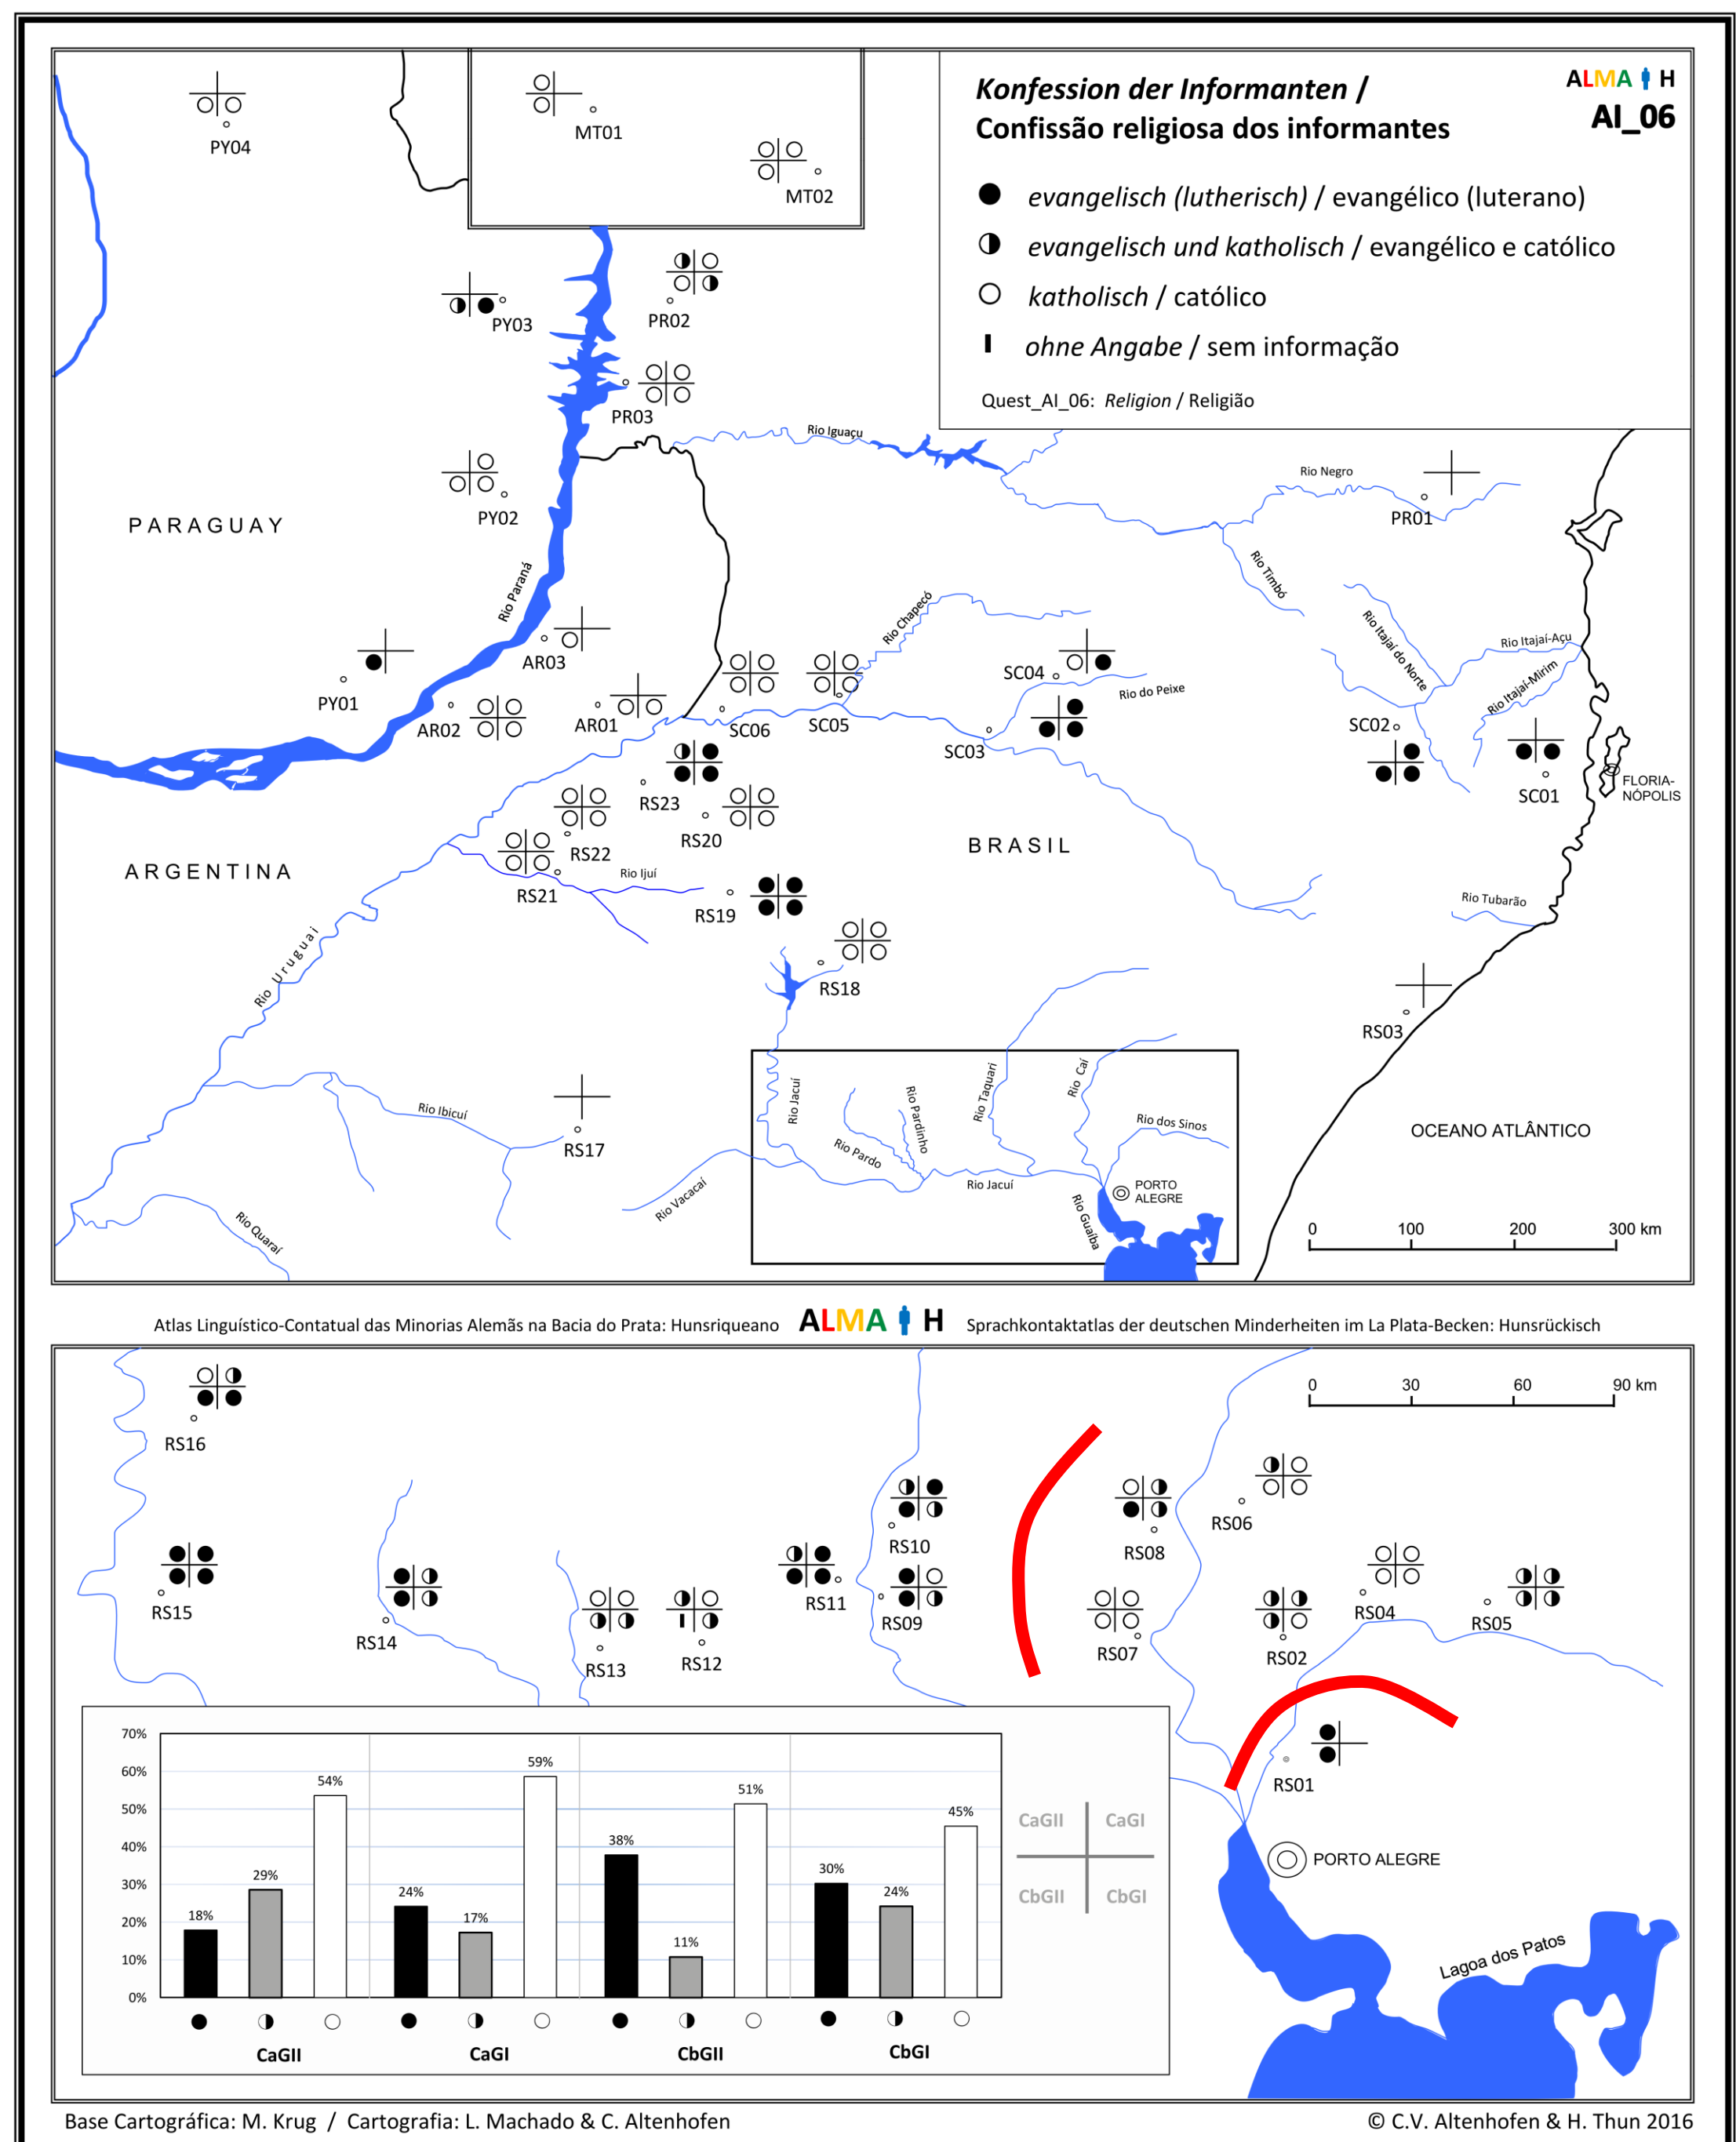 Konfession der Informanten /
Confissão religiosa dos informantes
ALMA H
AI_06
evangelisch (lutherisch) / evangélico (luterano)
evangelisch und katholisch / evangélico e católico
katholisch / católico
ohne Angabe / sem informação
Quest_AI_06: Religion / Religião
PY04
MT01
MT02
PY03
PR02
PR03
Rio Iguaçu
Rio Negro
PR01
PY02
PARAGUAY
Rio Paraná
Rio Timbó
Rio Chapecó
Rio Itajaí do Norte
Rio Itajaí-Açu
Rio Itajaí-Mirim
AR03
PY01
SC04
Rio do Peixe
AR02
AR01
SC06
SC05
SC03
SC02
SC01
FLORIA-
NÓPOLIS
RS23
RS20
RS22
BRASIL
ARGENTINA
Rio Ijuí
RS21
RS19
Rio Tubarão
Rio Uruguai
RS18
RS03
Rio Ibicuí
RS17
Rio Jacuí
Rio Pardinho
Rio Taquari
Rio Caí
Rio dos Sinos
Rio Pardo
Rio Jacuí
PORTO
ALEGRE
Rio Guaíba
Rio Vacacaí
Rio Quaraí
OCEANO ATLÂNTICO
0 100 200 300 km
Atlas Linguístico-Contatual das Minorias Alemãs na Bacia do Prata: Hunsriqueano ALMA H Sprachkontaktatlas der deutschen Minderheiten im La Plata-Becken: Hunsrückisch
0 30 60 90 km
RS16
RS10
RS08
RS06
RS15
RS14
RS13
RS12
RS11
RS09
RS07
RS02
RS04
RS05
RS01
PORTO ALEGRE
Lagoa dos Patos
70%
60%
50%
40%
30%
20%
10%
0%
18% 29% 54%
24% 17% 59%
38% 11% 51%
30% 24% 45%
CaGII CaGI CbGII CbGI
CaGII CaGI
CbGII CbGI
Base Cartográfica: M. Krug / Cartografia: L. Machado & C. Altenhofen
© C.V. Altenhofen & H. Thun 2016